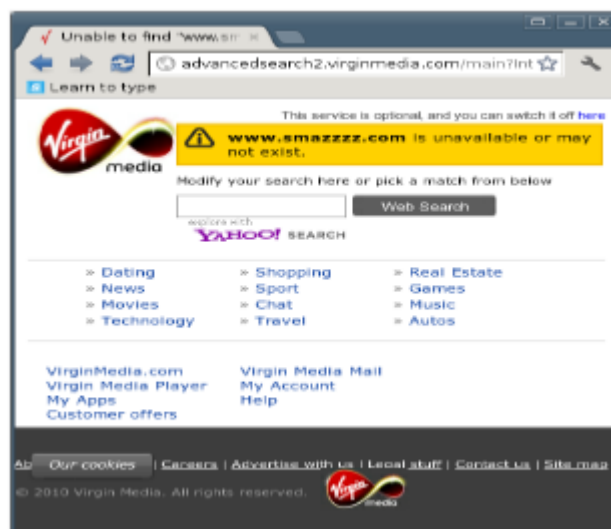 Unable to find "www.sm
advancedsearch2.virginmedia.com/main?Int
Learn to type
This service is optional, and you can switch it off here
Virgin media
www.smazzzz.com is unavailable or may
not exist.
Modify your search here or pick a match from below
Web Search
explore with
YAHOO! SEARCH
» Dating » Shopping » Real Estate
» News » Sport » Games
» Movies » Chat » Music
» Technology » Travel » Autos
VirginMedia.com Virgin Media Mail
Virgin Media Player My Account
My Apps Help
Customer offers
Ab Our cookies | Careers | Advertise with us | Legal stuff | Contact us | Site map
© 2010 Virgin Media. All rights reserved. Virgin media